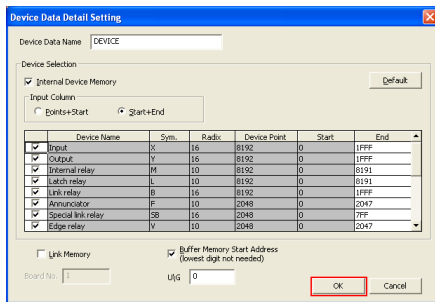 Device Data Detail Setting
Device Data Name DEVICE
Device Selection
Internal Device Memory
Default
Input Column
Points+Start Start+End
Device Name Sym. Radix Device Point Start End
Input X 16 8192 0 1FFF
Output Y 16 8192 0 1FFF
Internal relay M 10 8192 0 8191
Latch relay L 10 8192 0 8191
Link relay B 16 8192 0 1FFF
Annunciator F 10 2048 0 2047
Special link relay SB 16 2048 0 7FF
Edge relay V 10 2048 0 2047
Link Memory
Buffer Memory Start Address
(lowest digit not needed)
Board No. 1
U\G 0
OK Cancel